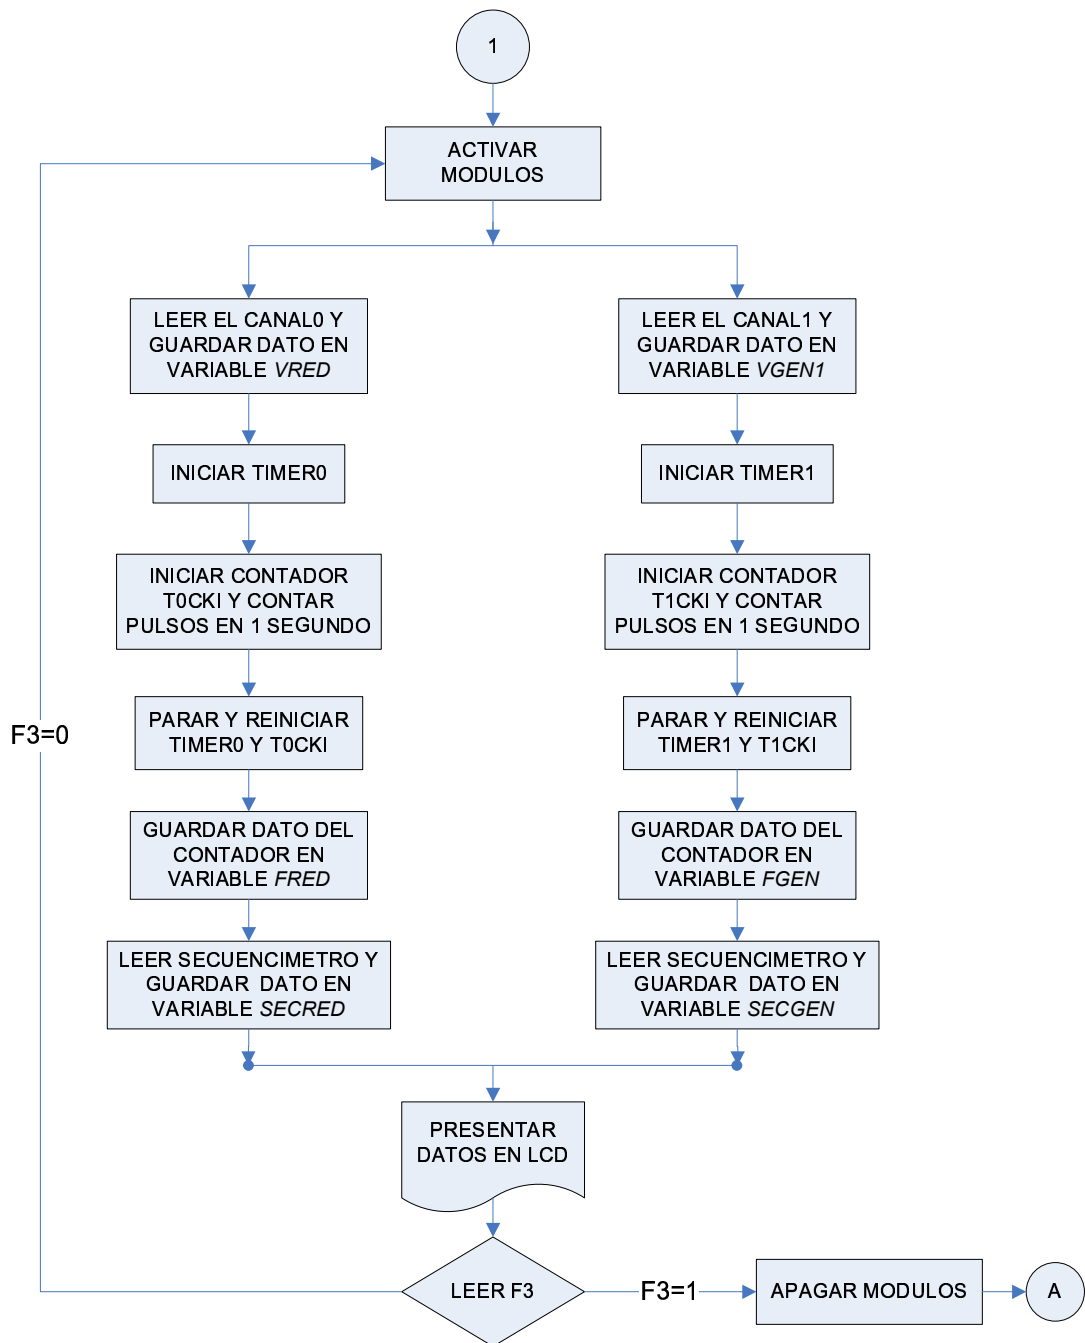 1
ACTIVAR
MODULOS
LEER EL CANAL0 Y
GUARDAR DATO EN
VARIABLE VRED
INICIAR TIMER0
INICIAR CONTADOR
T0CKI Y CONTAR
PULSOS EN 1 SEGUNDO
PARAR Y REINICIAR
TIMER0 Y T0CKI
GUARDAR DATO DEL
CONTADOR EN
VARIABLE FRED
LEER SECUENCIMETRO Y
GUARDAR DATO EN
VARIABLE SECRED
LEER EL CANAL1 Y
GUARDAR DATO EN
VARIABLE VGEN1
INICIAR TIMER1
INICIAR CONTADOR
T1CKI Y CONTAR
PULSOS EN 1 SEGUNDO
PARAR Y REINICIAR
TIMER1 Y T1CKI
GUARDAR DATO DEL
CONTADOR EN
VARIABLE FGEN
LEER SECUENCIMETRO Y
GUARDAR DATO EN
VARIABLE SECGEN
PRESENTAR
DATOS EN LCD
LEER F3
F3=0
F3=1
APAGAR MODULOS
A